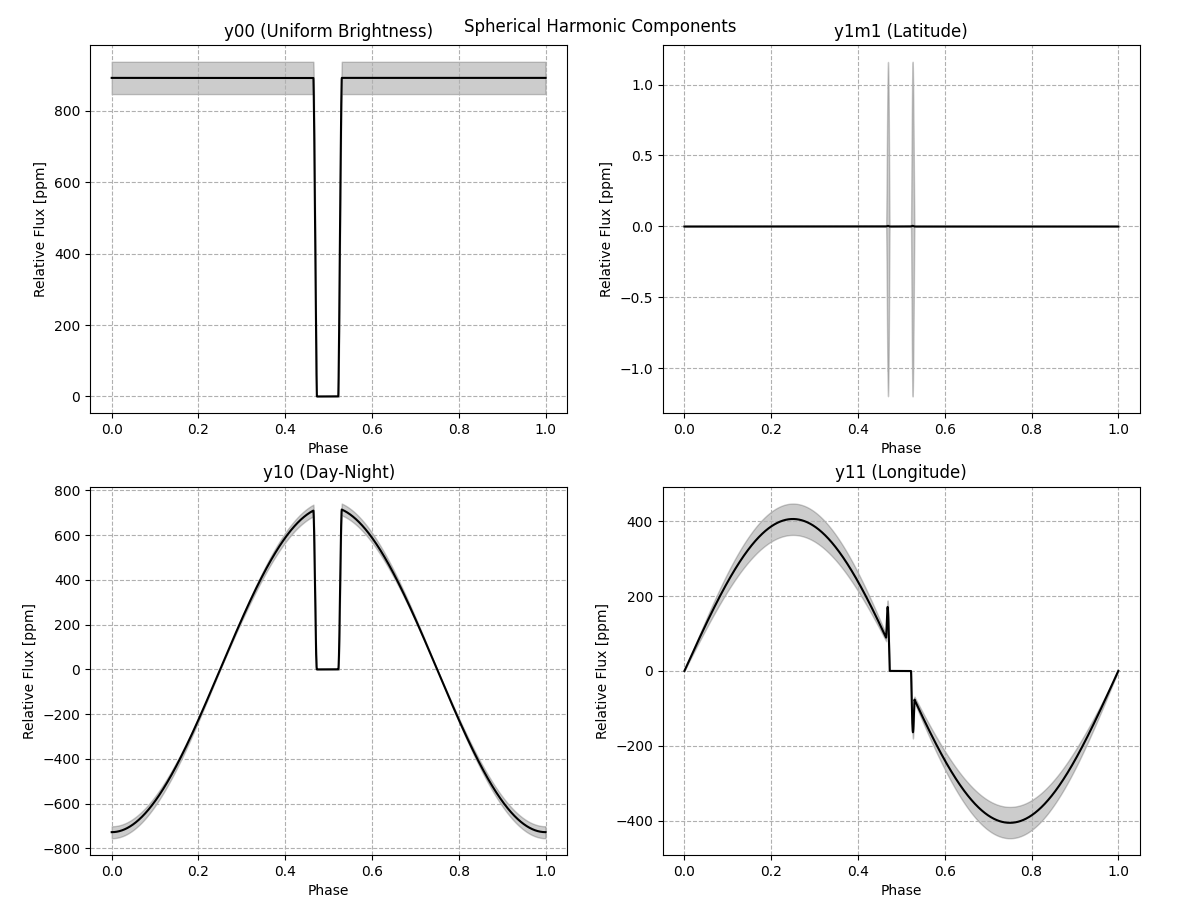 Spherical Harmonic Components
y00 (Uniform Brightness)
Relative Flux [ppm]
800
600
400
200
0
0.0 0.2 0.4 0.6 0.8 1.0
Phase
y1m1 (Latitude)
Relative Flux [ppm]
1.0
0.5
0.0
−0.5
−1.0
0.0 0.2 0.4 0.6 0.8 1.0
Phase
y10 (Day-Night)
Relative Flux [ppm]
800
600
400
200
0
−200
−400
−600
−800
0.0 0.2 0.4 0.6 0.8 1.0
Phase
y11 (Longitude)
Relative Flux [ppm]
400
200
0
−200
−400
0.0 0.2 0.4 0.6 0.8 1.0
Phase